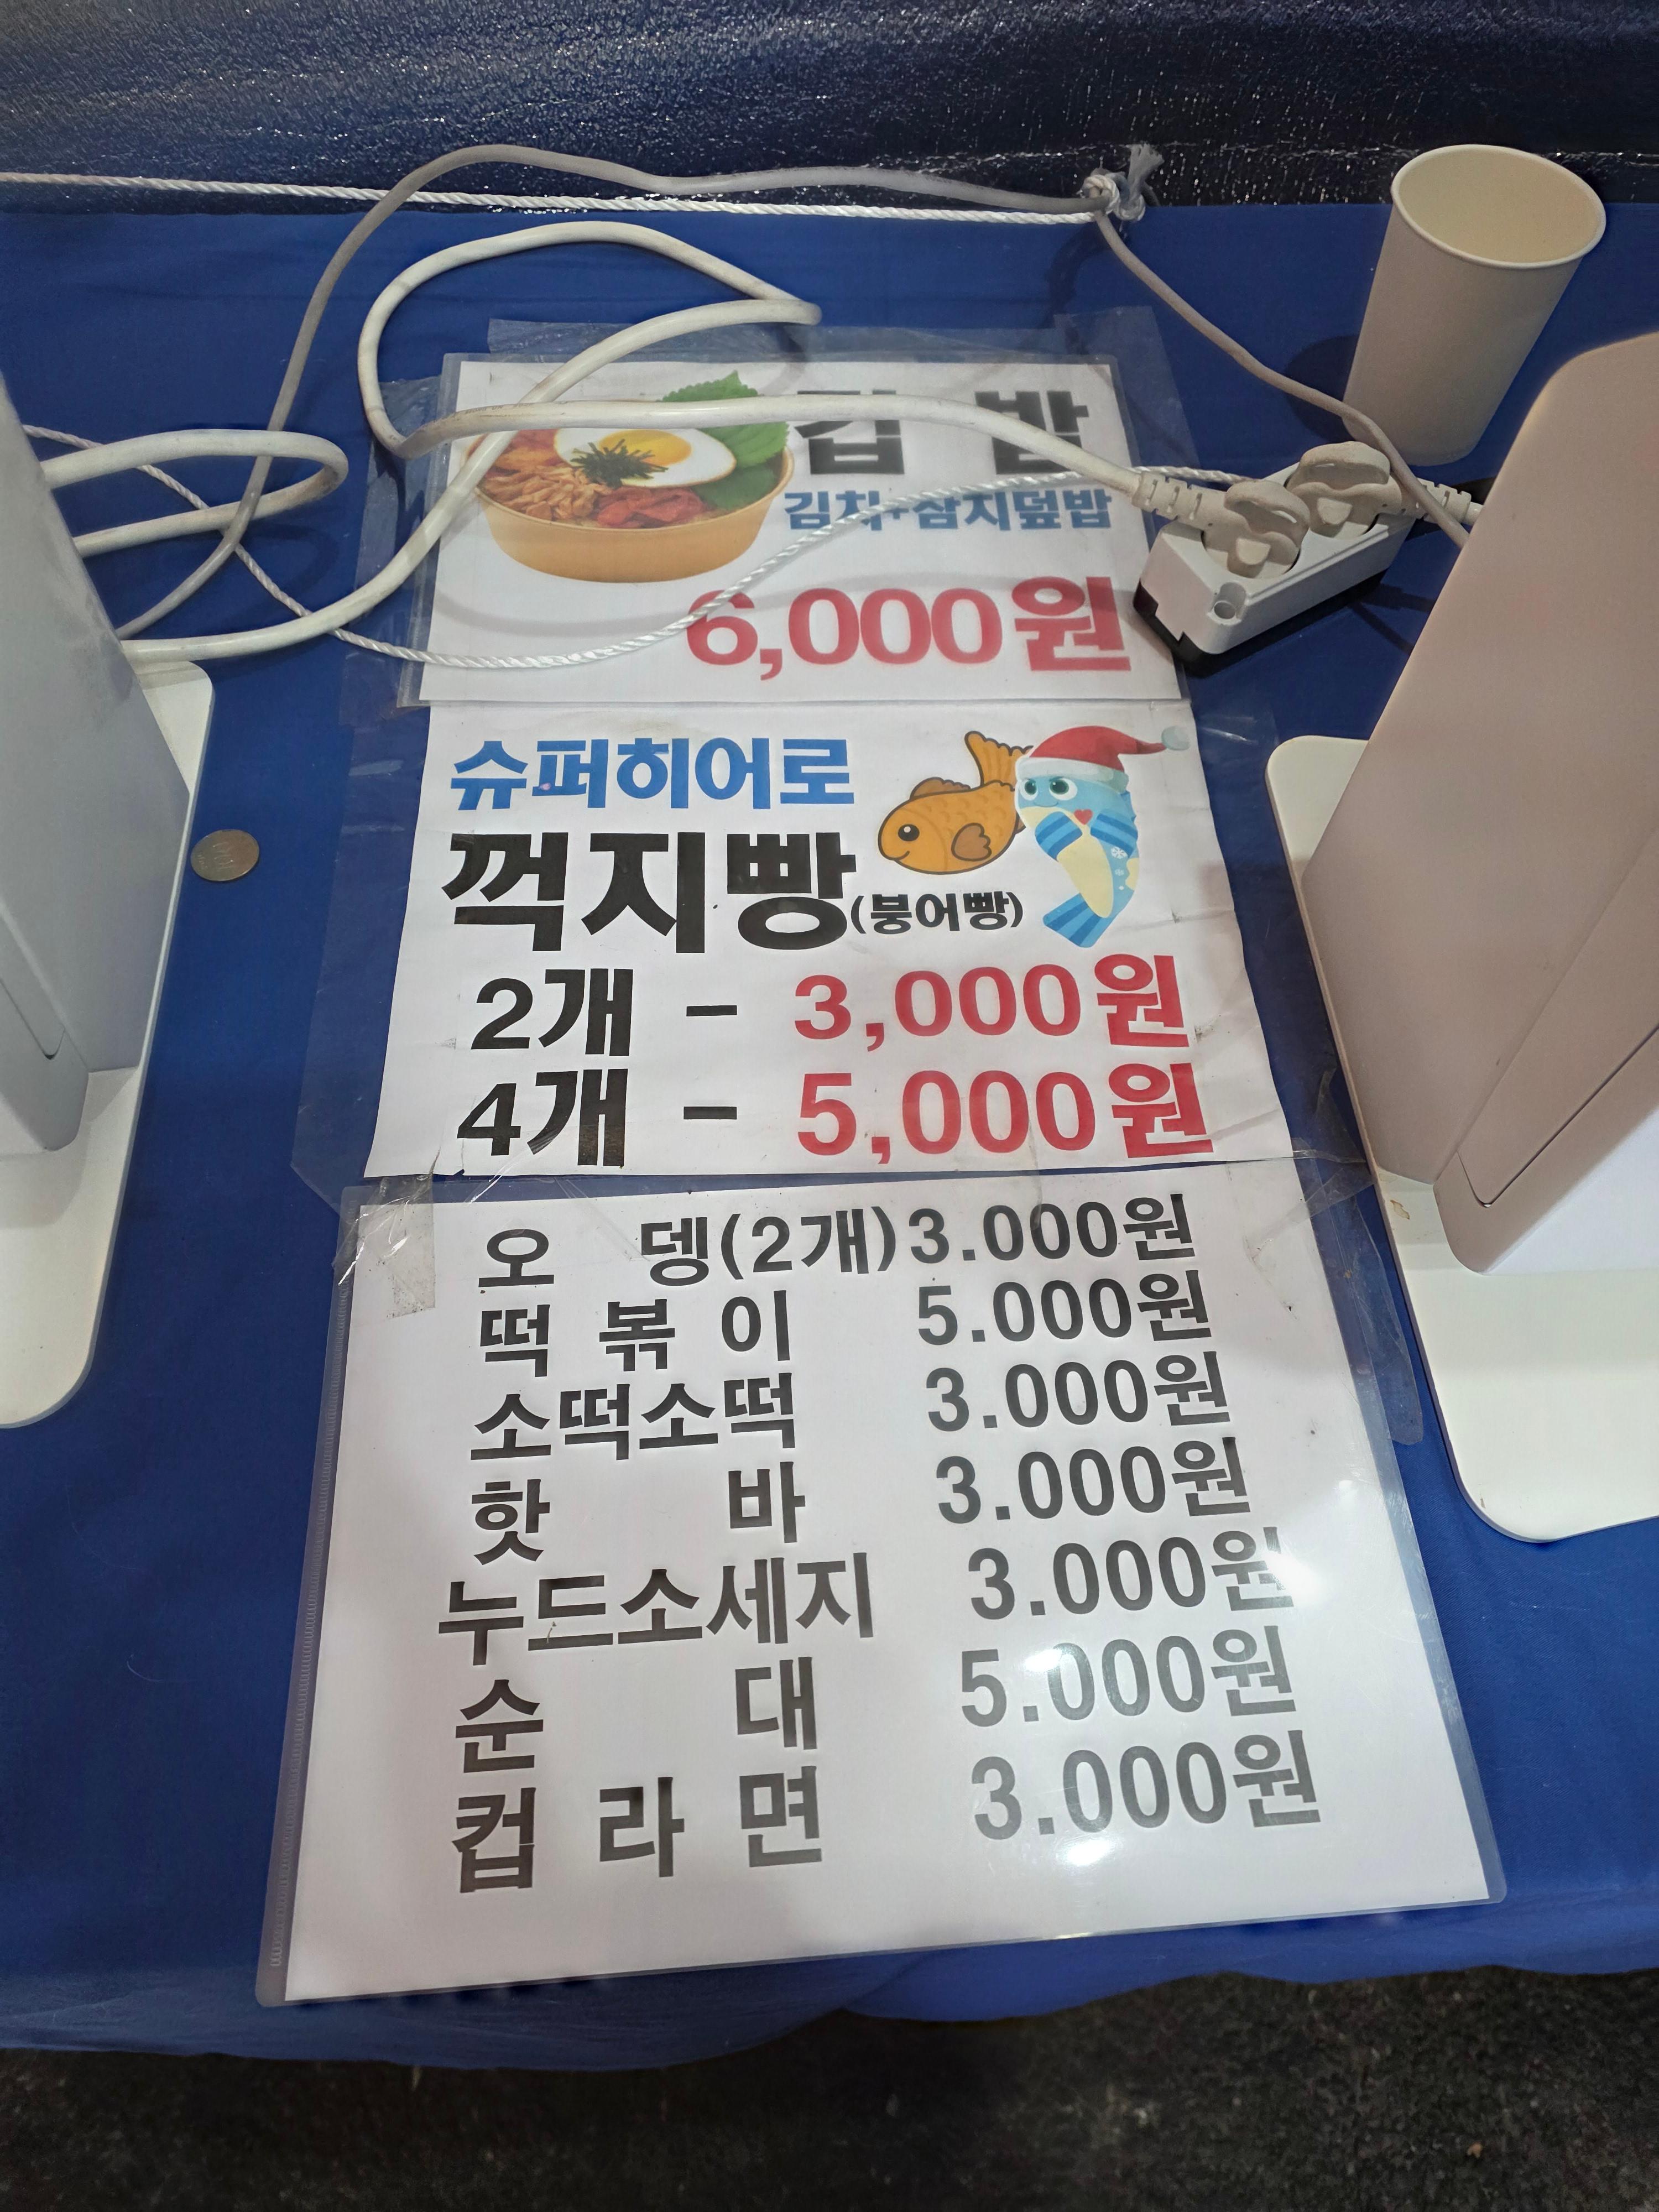 컵 밥
김치+참치덮밥
6,000원
슈퍼히어로
꺽지빵(붕어빵)
2개 - 3,000원
4개 - 5,000원
오 뎅(2개) 3.000원
떡 볶 이 5.000원
소떡소떡 3.000원
핫 바 3.000원
누드소세지 3.000원
순 대 5.000원
컵 라 면 3.000원